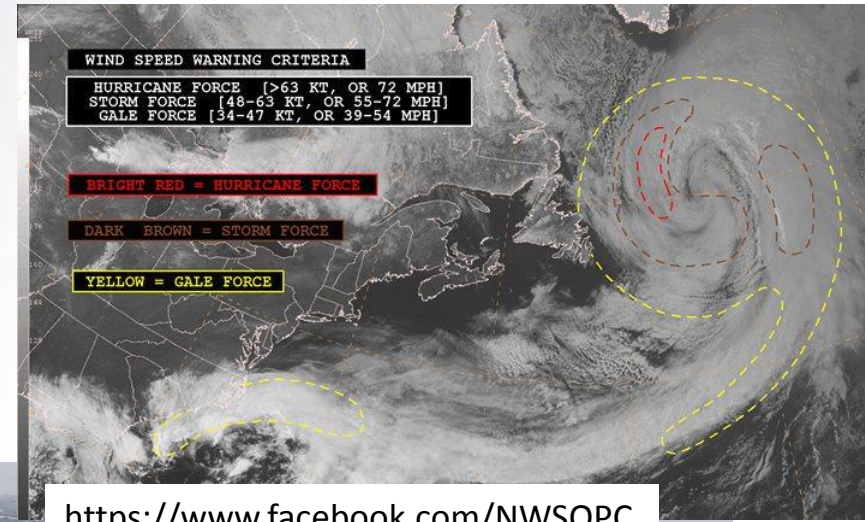 WIND SPEED WARNING CRITERIA
HURRICANE FORCE [>63 KT, OR 72 MPH]
STORM FORCE [48-63 KT, OR 55-72 MPH]
GALE FORCE [34-47 KT, OR 39-54 MPH]
BRIGHT RED = HURRICANE FORCE
DARK BROWN = STORM FORCE
YELLOW = GALE FORCE
https://www.facebook.com/NWSOPC